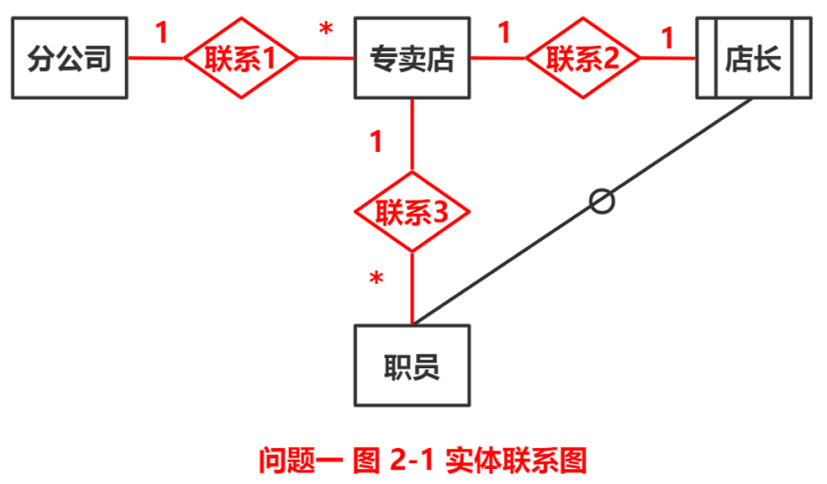 分公司 1 联系1 * 专卖店 1 联系2 1 店长
1
联系3
*
职员
问题一 图 2-1 实体联系图